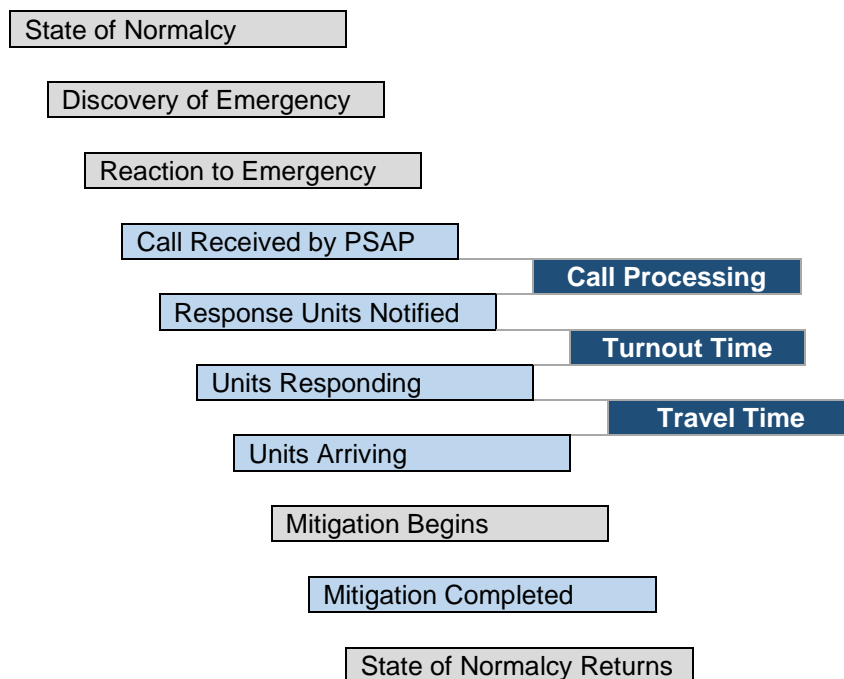 State of Normalcy
Discovery of Emergency
Reaction to Emergency
Call Received by PSAP
Call Processing
Response Units Notified
Turnout Time
Units Responding
Travel Time
Units Arriving
Mitigation Begins
Mitigation Completed
State of Normalcy Returns